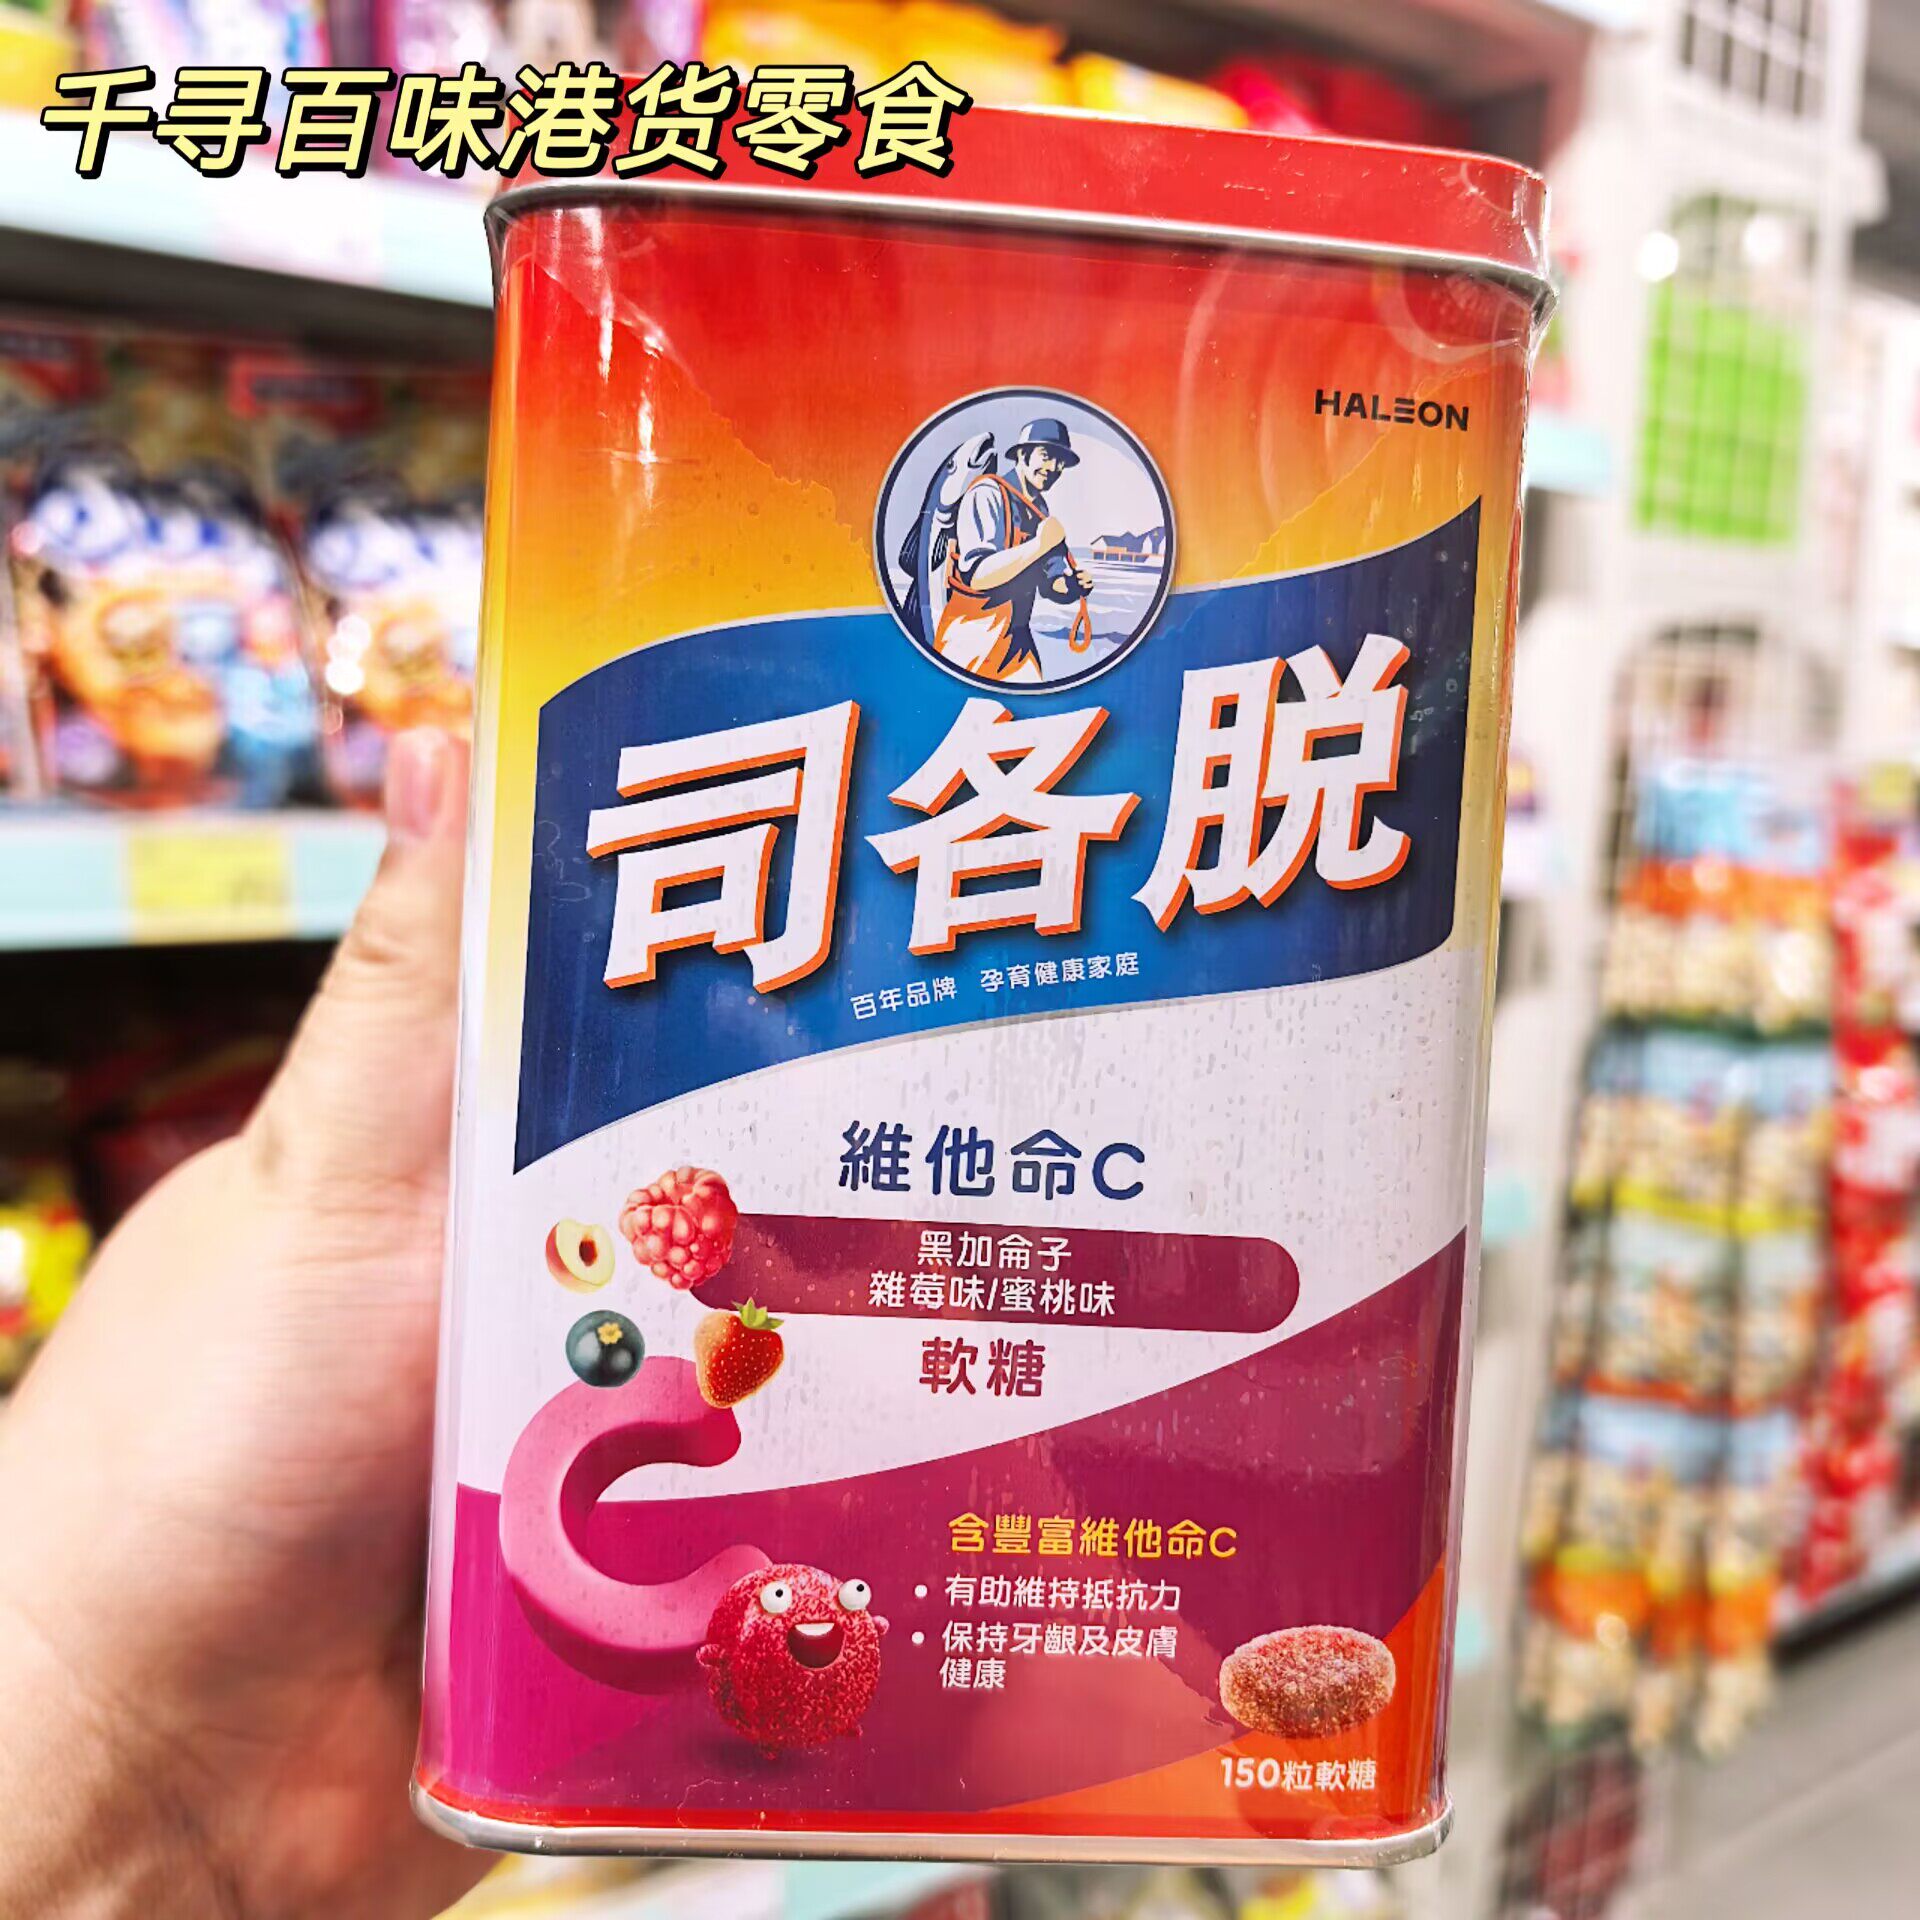 千寻百味港货零食
HALEON
司各脱
百年品牌 孕育健康家庭
維他命C
黑加侖子
雜莓味/蜜桃味
軟糖
含豐富維他命C
• 有助維持抵抗力
• 保持牙齦及皮膚
健康
150粒軟糖